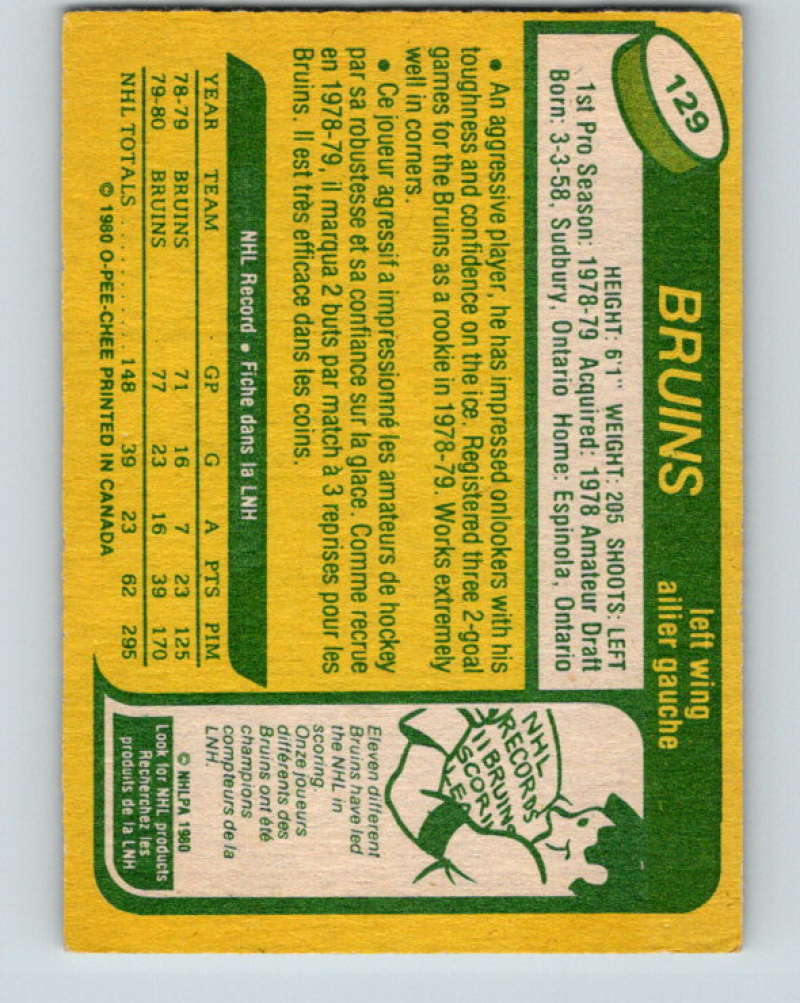 129
BRUINS
left wing
ailier gauche
HEIGHT: 6'1" WEIGHT: 205 SHOOTS: LEFT
1st Pro Season: 1978-79 Acquired: 1978 Amateur Draft
Born: 3-3-58, Sudbury, Ontario Home: Espinola, Ontario
• An aggressive player, he has impressed onlookers with his
toughness and confidence on the ice. Registered three 2-goal
games for the Bruins as a rookie in 1978-79. Works extremely
well in corners.
• Ce joueur agressif a impressionné les amateurs de hockey
par sa robustesse et sa confiance sur la glace. Comme recrue
en 1978-79, il marqua 2 buts par match à 3 reprises pour les
Bruins. Il est très efficace dans les coins.
NHL Record • Fiche dans la LNH
YEAR TEAM GP G A PTS PIM
78-79 BRUINS 71 16 7 23 125
79-80 BRUINS 77 23 16 39 170
NHL TOTALS .......... 148 39 23 62 295
© 1980 O-PEE-CHEE PRINTED IN CANADA
NHL
RECORDS
11 BRUINS
SCORIN
LEA
Eleven different
Bruins have led
the NHL in
scoring
Onze joueurs
différents des
Bruins ont été
champions
compteurs de la
LNH.
© NHLPA 1980
Look for NHL products
Recherchez les
produits de la LNH